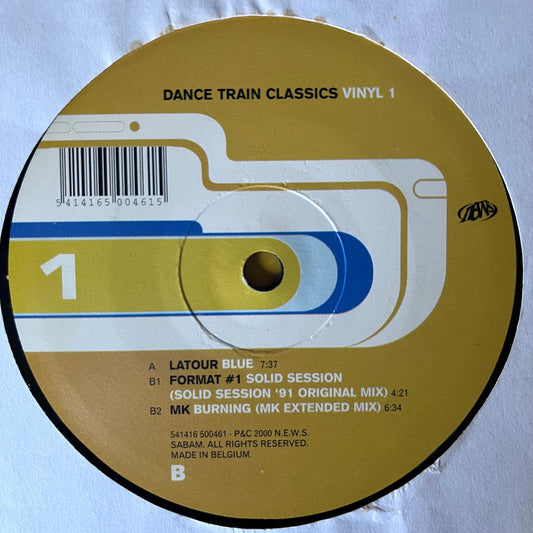 DANCE TRAIN CLASSICS VINYL 1
5 414165 004615
news
1
A LATOUR BLUE 7:37
B1 FORMAT #1 SOLID SESSION
(SOLID SESSION '91 ORIGINAL MIX) 4:21
B2 MK BURNING (MK EXTENDED MIX) 6:34
541416 500461 - P&C 2000 N.E.W.S.
SABAM. ALL RIGHTS RESERVED.
MADE IN BELGIUM.
B